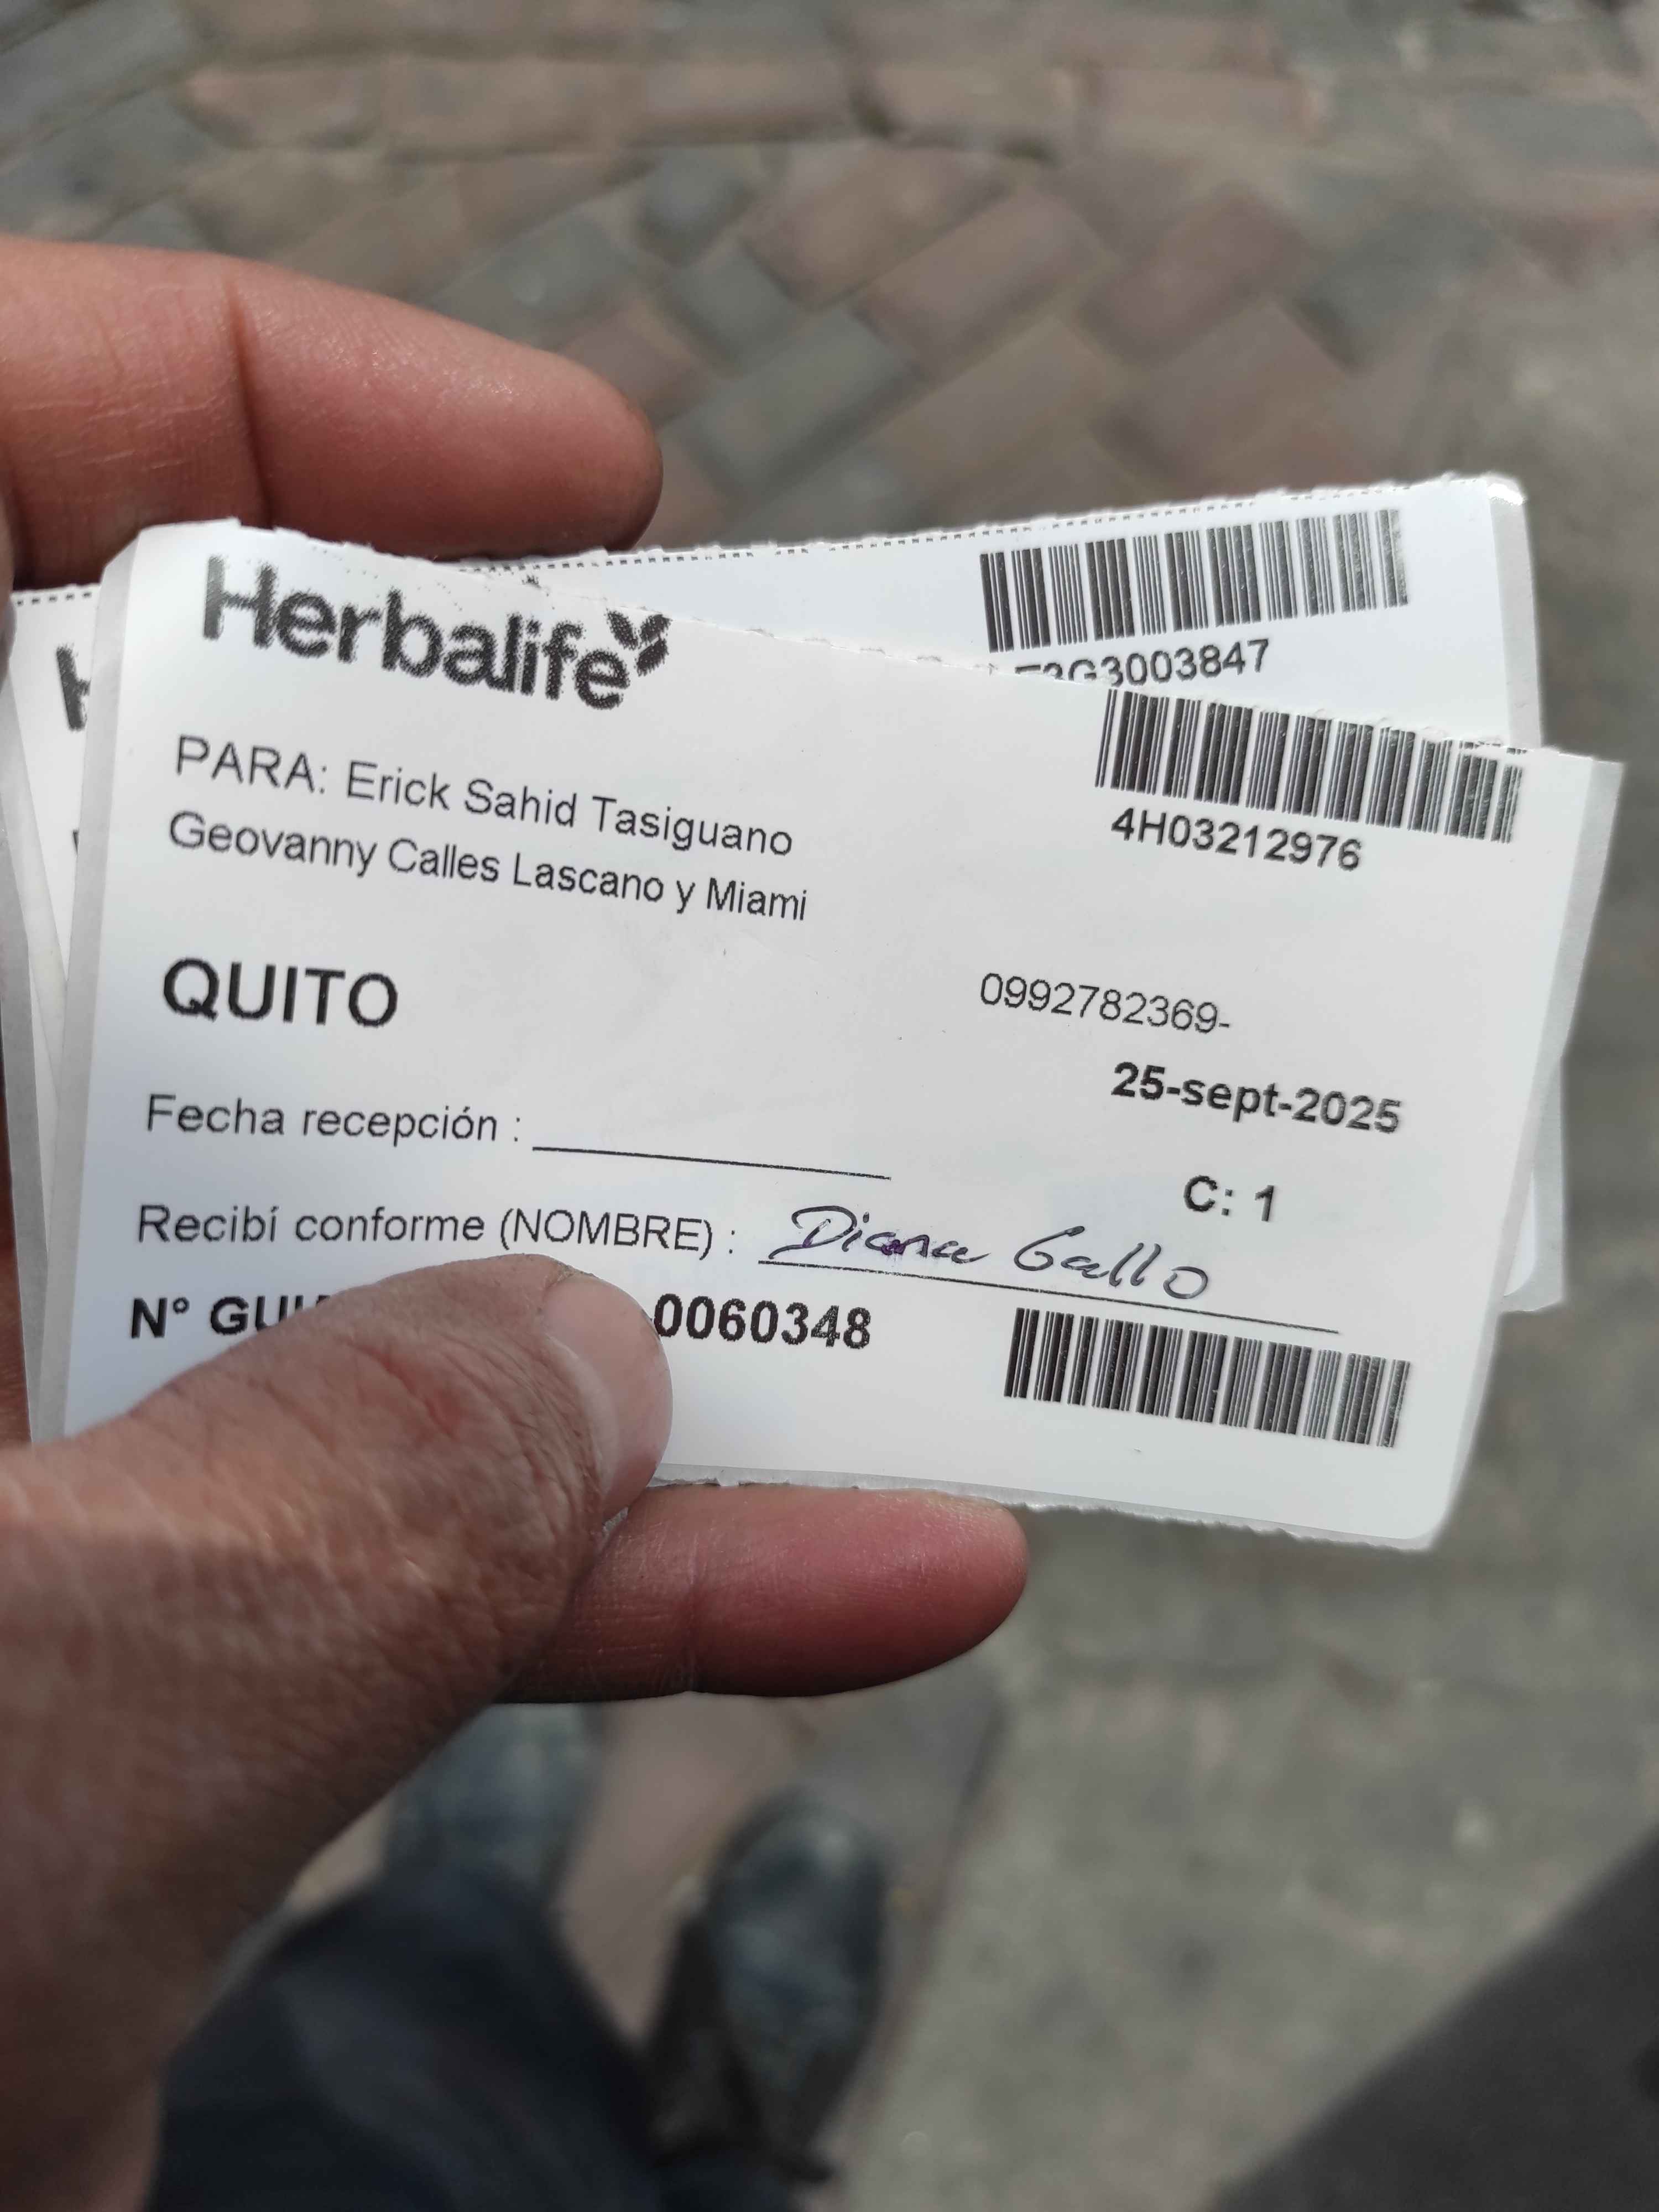 Herbalife
3003847
4H03212976
PARA: Erick Sahid Tasiguano
Geovanny Calles Lascano y Miami
QUITO
0992782369-
25-sept-2025
Fecha recepción :
C: 1
Recibí conforme (NOMBRE) : Diana Gallo
N° 0060348